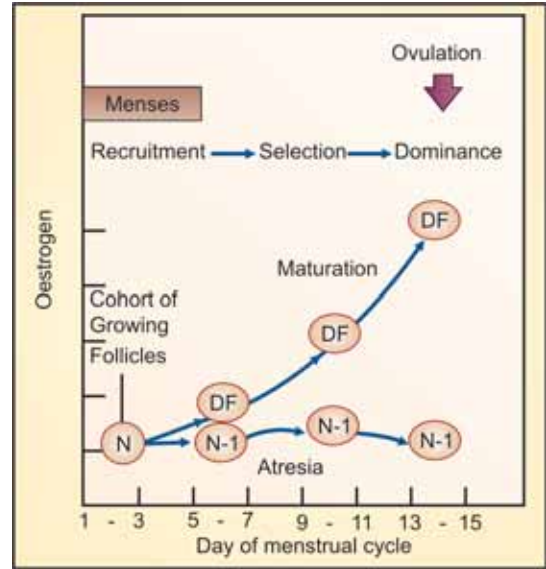 Ovulation
Menses
Recruitment Selection Dominance
DF
Maturation
Oestrogen
Cohort of
Growing
Follicles
DF
DF
N
N-1
N-1
N-1
Atresia
1 - 3 5 - 7 9 - 11 13 - 15
Day of menstrual cycle